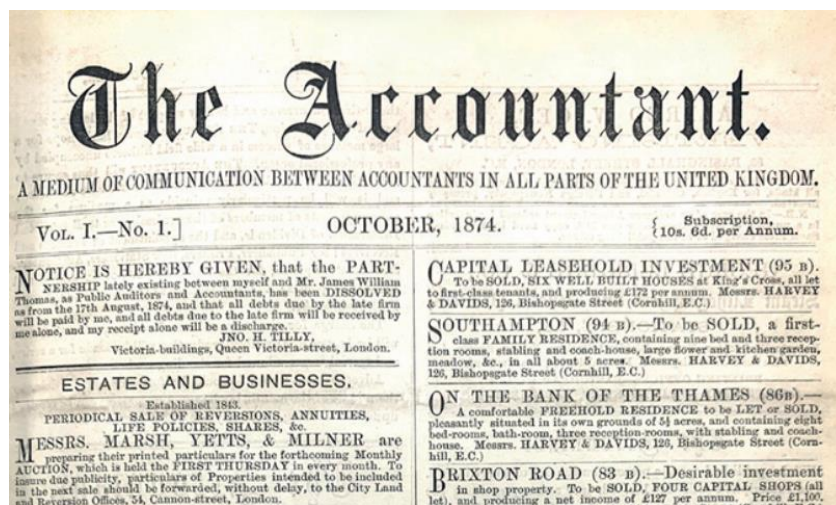 The Accountant.
A MEDIUM OF COMMUNICATION BETWEEN ACCOUNTANTS IN ALL PARTS OF THE UNITED KINGDOM.
VOL. I.—No. 1.]
OCTOBER, 1874.
{ Subscription,
10s. 6d. per Annum.
NOTICE IS HEREBY GIVEN, that the PART-
NERSHIP lately existing between myself and Mr. James William
Thomas, as Public Auditors and Accountants, has been DISSOLVED
as from the 17th August, 1874, and that all debts due by the late firm
will be paid by me, and all debts due to the late firm will be received by
me alone, and my receipt alone will be a discharge.
JNO. H. TILLY,
Victoria-buildings, Queen Victoria-street, London.
ESTATES AND BUSINESSES.
Established 1843.
PERIODICAL SALE OF REVERSIONS, ANNUITIES,
LIFE POLICIES, SHARES, &c.
MESSRS. MARSH, YETTS, & MILNER are
preparing their printed particulars for the forthcoming Monthly
AUCTION, which is held the FIRST THURSDAY in every month. To
insure due publicity, particulars of Properties intended to be included
in the next sale should be forwarded, without delay, to the City Land
and Reversion Offices, 54, Cannon-street, London.
CAPITAL LEASEHOLD INVESTMENT (95 B).
To be SOLD, SIX WELL BUILT HOUSES at King's Cross, all let
to first-class tenants, and producing £172 per annum. Messrs. HARVEY
& DAVIDS, 126, Bishopsgate Street (Cornhill, E.C.)
SOUTHAMPTON (94 B).—To be SOLD, a first-
class FAMILY RESIDENCE, containing nine bed and three recep-
tion rooms, stabling and coach-house, large flower and kitchen garden,
meadow, &c., in all about 5 acres. Messrs. HARVEY & DAVIDS,
126, Bishopsgate Street (Cornhill, E.C.)
ON THE BANK OF THE THAMES (86B).—
A comfortable FREEHOLD RESIDENCE to be LET or SOLD,
pleasantly situated in its own grounds of 5½ acres, and containing eight
bed-rooms, bath-room, three reception-rooms, with stabling and coach-
house. Messrs. HARVEY & DAVIDS, 126, Bishopsgate Street (Corn-
hill, E.C.)
BRIXTON ROAD (83 B).—Desirable investment
in shop property. To be SOLD, FOUR CAPITAL SHOPS (all
let), and producing a net income of £127 per annum. Price £1,100.